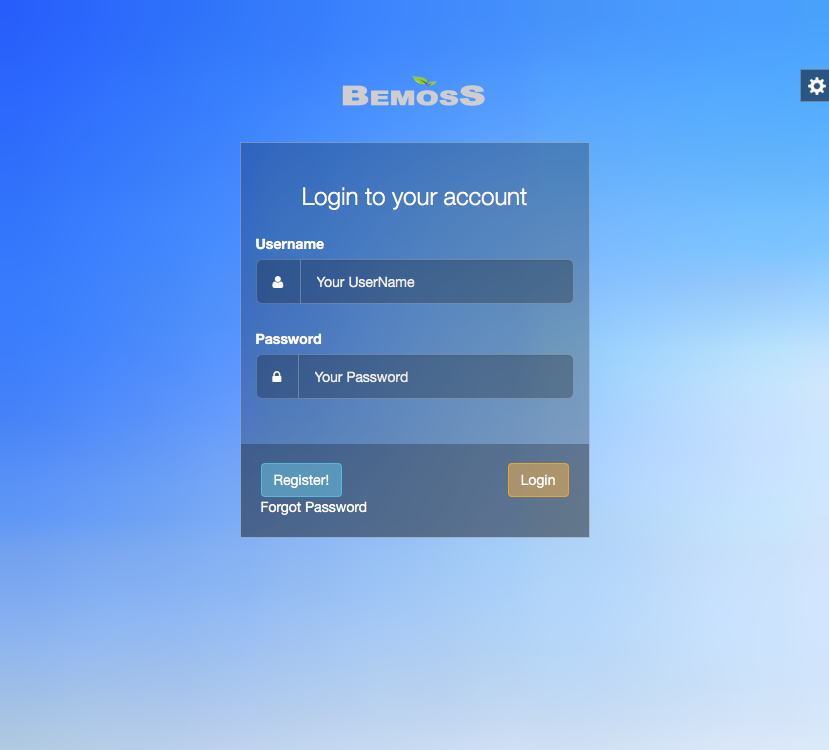 BEMOSS
Login to your account
Username
Your UserName
Password
Your Password
Register!
Login
Forgot Password